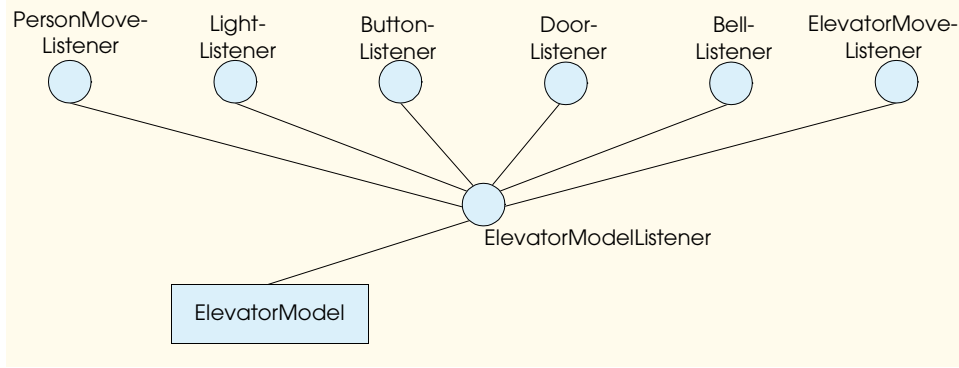 PersonMove-
Listener
Light-
Listener
Button-
Listener
Door-
Listener
Bell-
Listener
ElevatorMove-
Listener
ElevatorModelListener
ElevatorModel